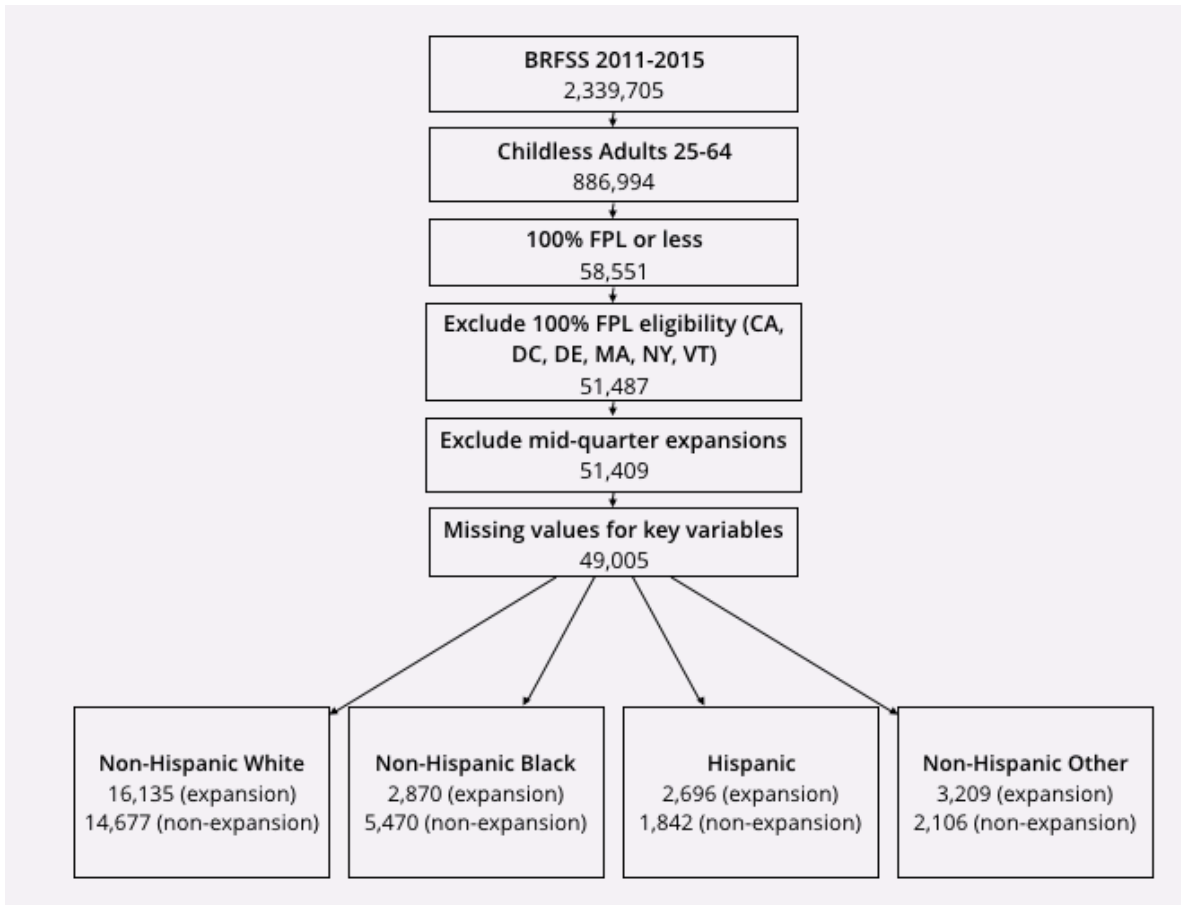 BRFSS 2011-2015
2,339,705
Childless Adults 25-64
886,994
100% FPL or less
58,551
Exclude 100% FPL eligibility (CA,
DC, DE, MA, NY, VT)
51,487
Exclude mid-quarter expansions
51,409
Missing values for key variables
49,005
Non-Hispanic White
16,135 (expansion)
14,677 (non-expansion)
Non-Hispanic Black
2,870 (expansion)
5,470 (non-expansion)
Hispanic
2,696 (expansion)
1,842 (non-expansion)
Non-Hispanic Other
3,209 (expansion)
2,106 (non-expansion)